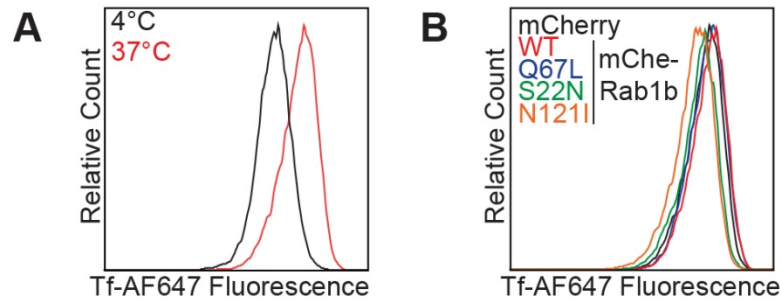 A
4°C
37°C
Relative Count
Tf-AF647 Fluorescence
B
mCherry
WT
Q67L
S22N
N121I
mChe-
Rab1b
Relative Count
Tf-AF647 Fluorescence